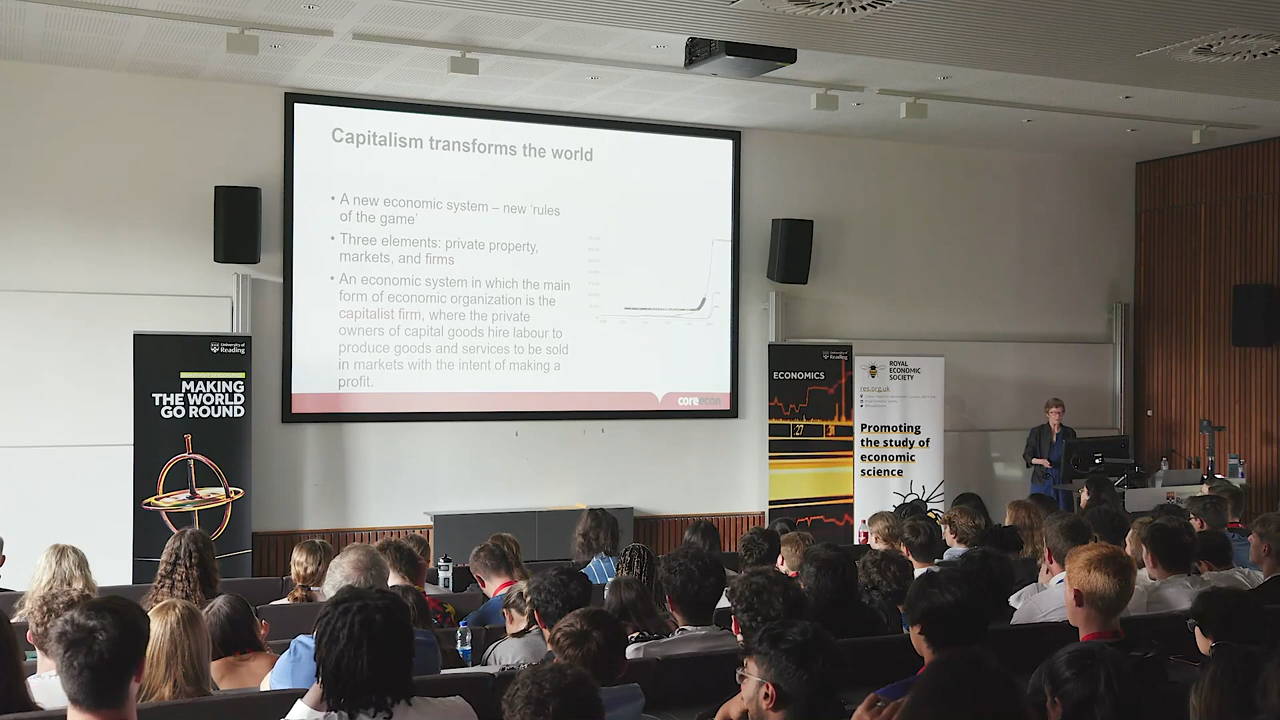 Capitalism transforms the world
• A new economic system – new ‘rules
of the game’
• Three elements: private property,
markets, and firms
• An economic system in which the main
form of economic organization is the
capitalist firm, where the private
owners of capital goods hire labour to
produce goods and services to be sold
in markets with the intent of making a
profit.
coreecon
University of
Reading
MAKING
THE WORLD
GO ROUND
University of
Reading
ECONOMICS
27
ROYAL
ECONOMIC
SOCIETY
res.org.uk
Promoting
the study of
economic
science